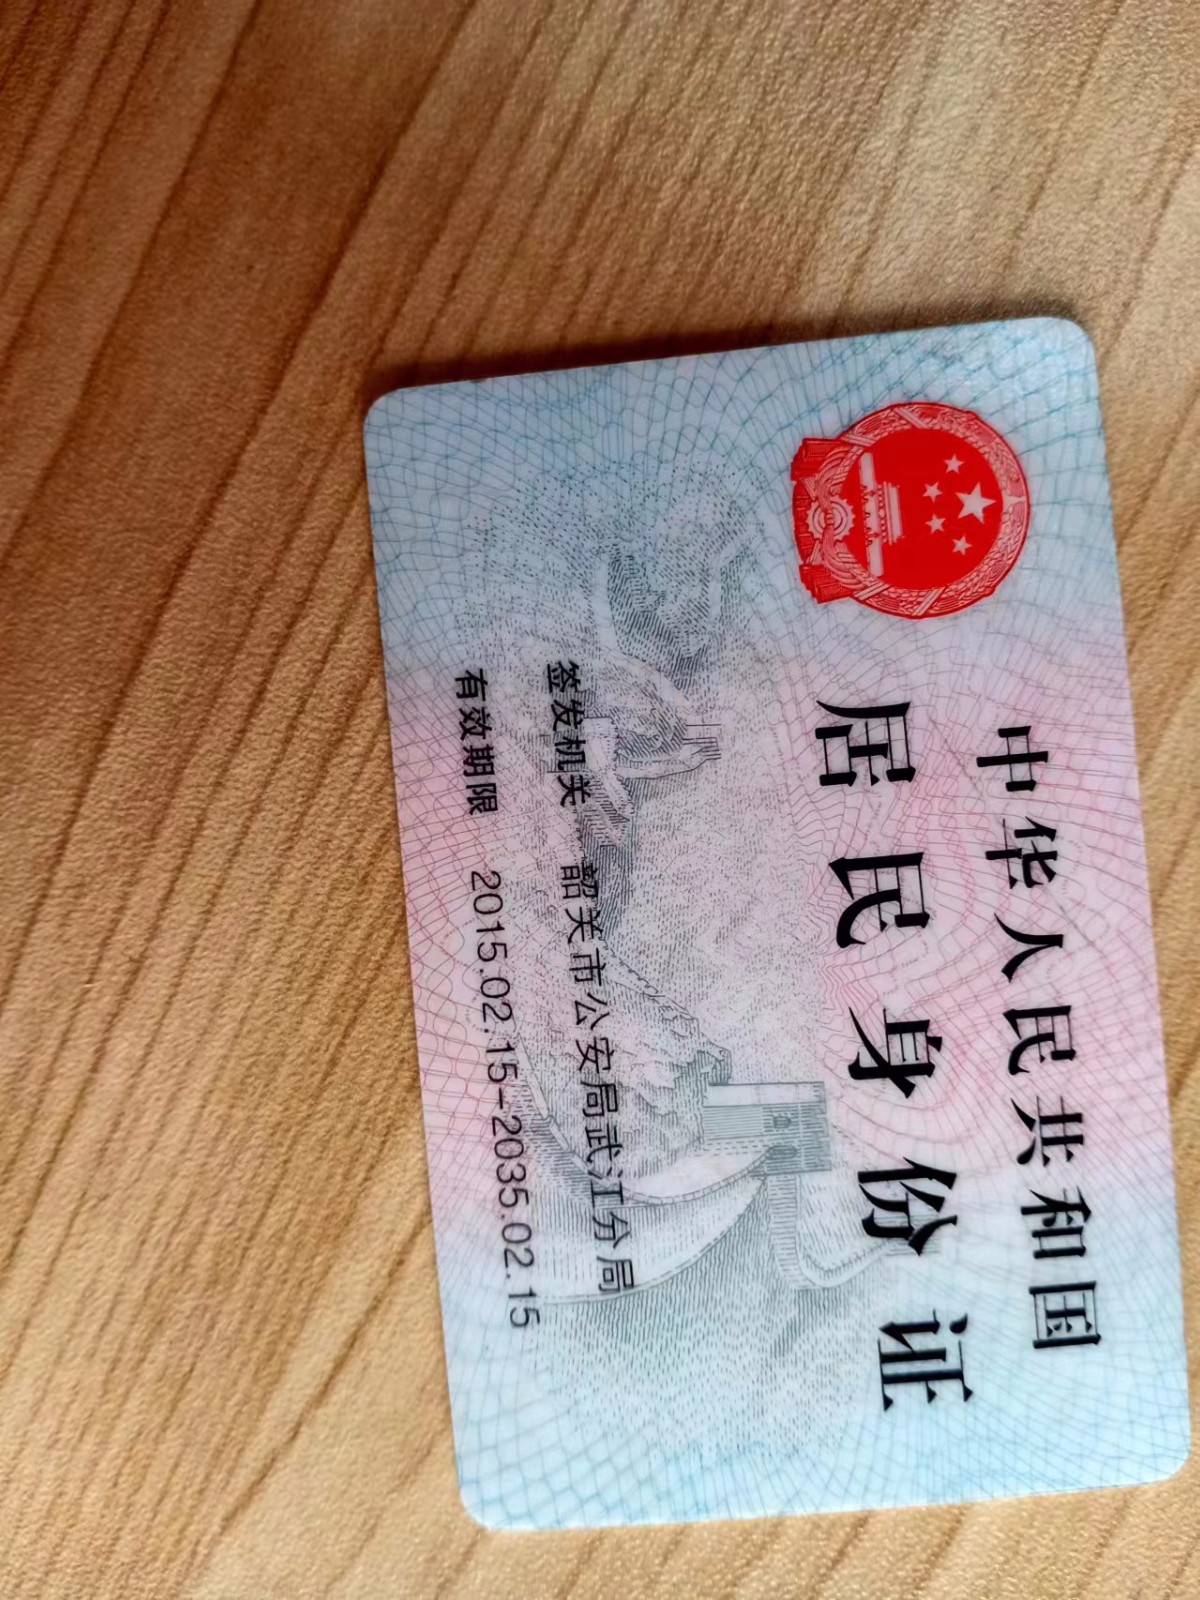 中华人民共和国
居民身份证
签发机关 韶关市公安局武江分局
有效期限 2015.02.15-2035.02.15